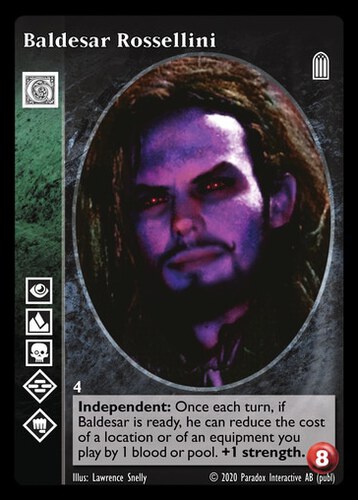 Baldesar Rossellini
4
Independent: Once each turn, if
Baldesar is ready, he can reduce the cost
of a location or of an equipment you
play by 1 blood or pool. +1 strength.
8
Illus: Lawrence Snelly © 2020 Paradox Interactive AB (publ)